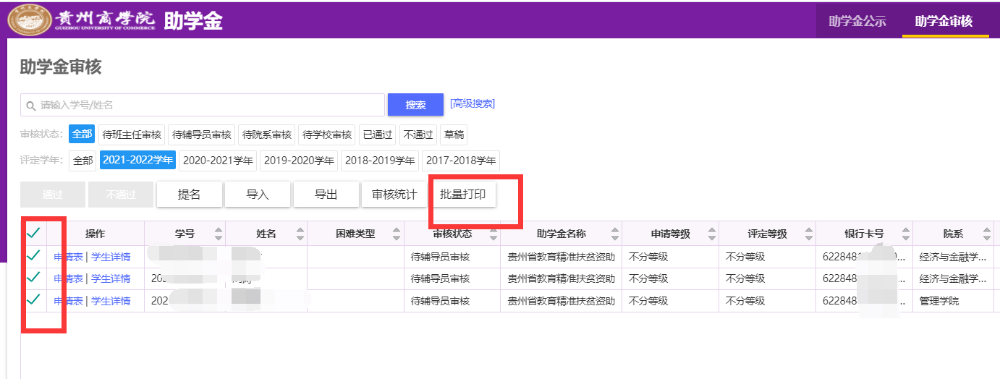 贵州商学院 助学金 助学金公示 助学金审核
GUIZHOU UNIVERSITY OF COMMERCE
助学金审核
请输入学号/姓名 搜索 [高级搜索]
审核状态: 全部 待班主任审核 待辅导员审核 待院系审核 待学校审核 已通过 不通过 草稿
评定学年: 全部 2021-2022学年 2020-2021学年 2019-2020学年 2018-2019学年 2017-2018学年
通过 不通过 提名 导入 导出 审核统计 批量打印
操作 学号 姓名 困难类型 审核状态 助学金名称 申请等级 评定等级 银行卡号 院系
申请表 | 学生详情 待辅导员审核 贵州省教育精准扶贫资助 不分等级 不分等级 622848 ... 经济与金融学...
申请表 | 学生详情 20 待辅导员审核 贵州省教育精准扶贫资助 不分等级 不分等级 622848 ... 经济与金融学...
申请表 | 学生详情 202 待辅导员审核 贵州省教育精准扶贫资助 不分等级 不分等级 622848 ... 管理学院